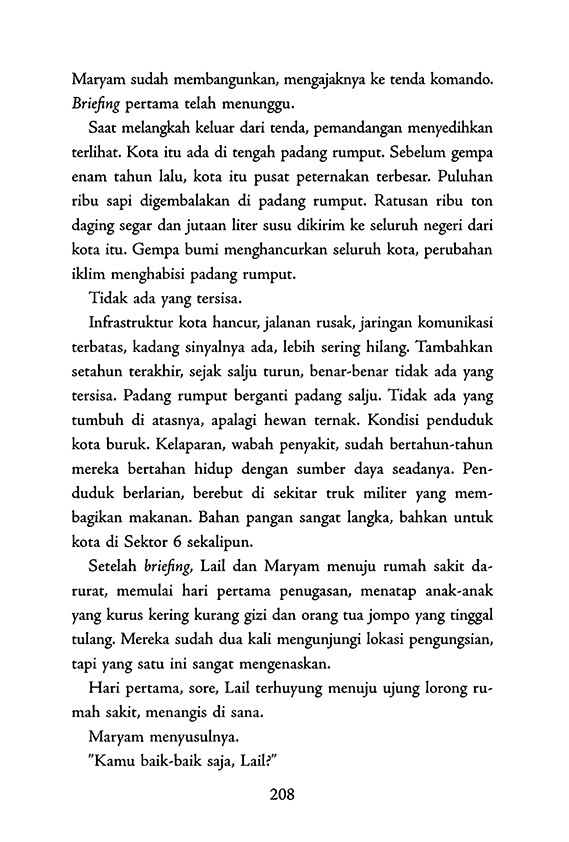 Maryam sudah membangunkan, mengajaknya ke tenda komando.
Briefing pertama telah menunggu.
Saat melangkah keluar dari tenda, pemandangan menyedihkan
terlihat. Kota itu ada di tengah padang rumput. Sebelum gempa
enam tahun lalu, kota itu pusat peternakan terbesar. Puluhan
ribu sapi digembalakan di padang rumput. Ratusan ribu ton
daging segar dan jutaan liter susu dikirim ke seluruh negeri dari
kota itu. Gempa bumi menghancurkan seluruh kota, perubahan
iklim menghabisi padang rumput.
Tidak ada yang tersisa.
Infrastruktur kota hancur, jalanan rusak, jaringan komunikasi
terbatas, kadang sinyalnya ada, lebih sering hilang. Tambahkan
setahun terakhir, sejak salju turun, benar-benar tidak ada yang
tersisa. Padang rumput berganti padang salju. Tidak ada yang
tumbuh di atasnya, apalagi hewan ternak. Kondisi penduduk
kota buruk. Kelaparan, wabah penyakit, sudah bertahun-tahun
mereka bertahan hidup dengan sumber daya seadanya. Pen-
duduk berlarian, berebut di sekitar truk militer yang mem-
bagikan makanan. Bahan pangan sangat langka, bahkan untuk
kota di Sektor 6 sekalipun.
Setelah briefing, Lail dan Maryam menuju rumah sakit da-
rurat, memulai hari pertama penugasan, menatap anak-anak
yang kurus kering kurang gizi dan orang tua jompo yang tinggal
tulang. Mereka sudah dua kali mengunjungi lokasi pengungsian,
tapi yang satu ini sangat mengenaskan.
Hari pertama, sore, Lail terhuyung menuju ujung lorong ru-
mah sakit, menangis di sana.
Maryam menyusulnya.
”Kamu baik-baik saja, Lail?”
208